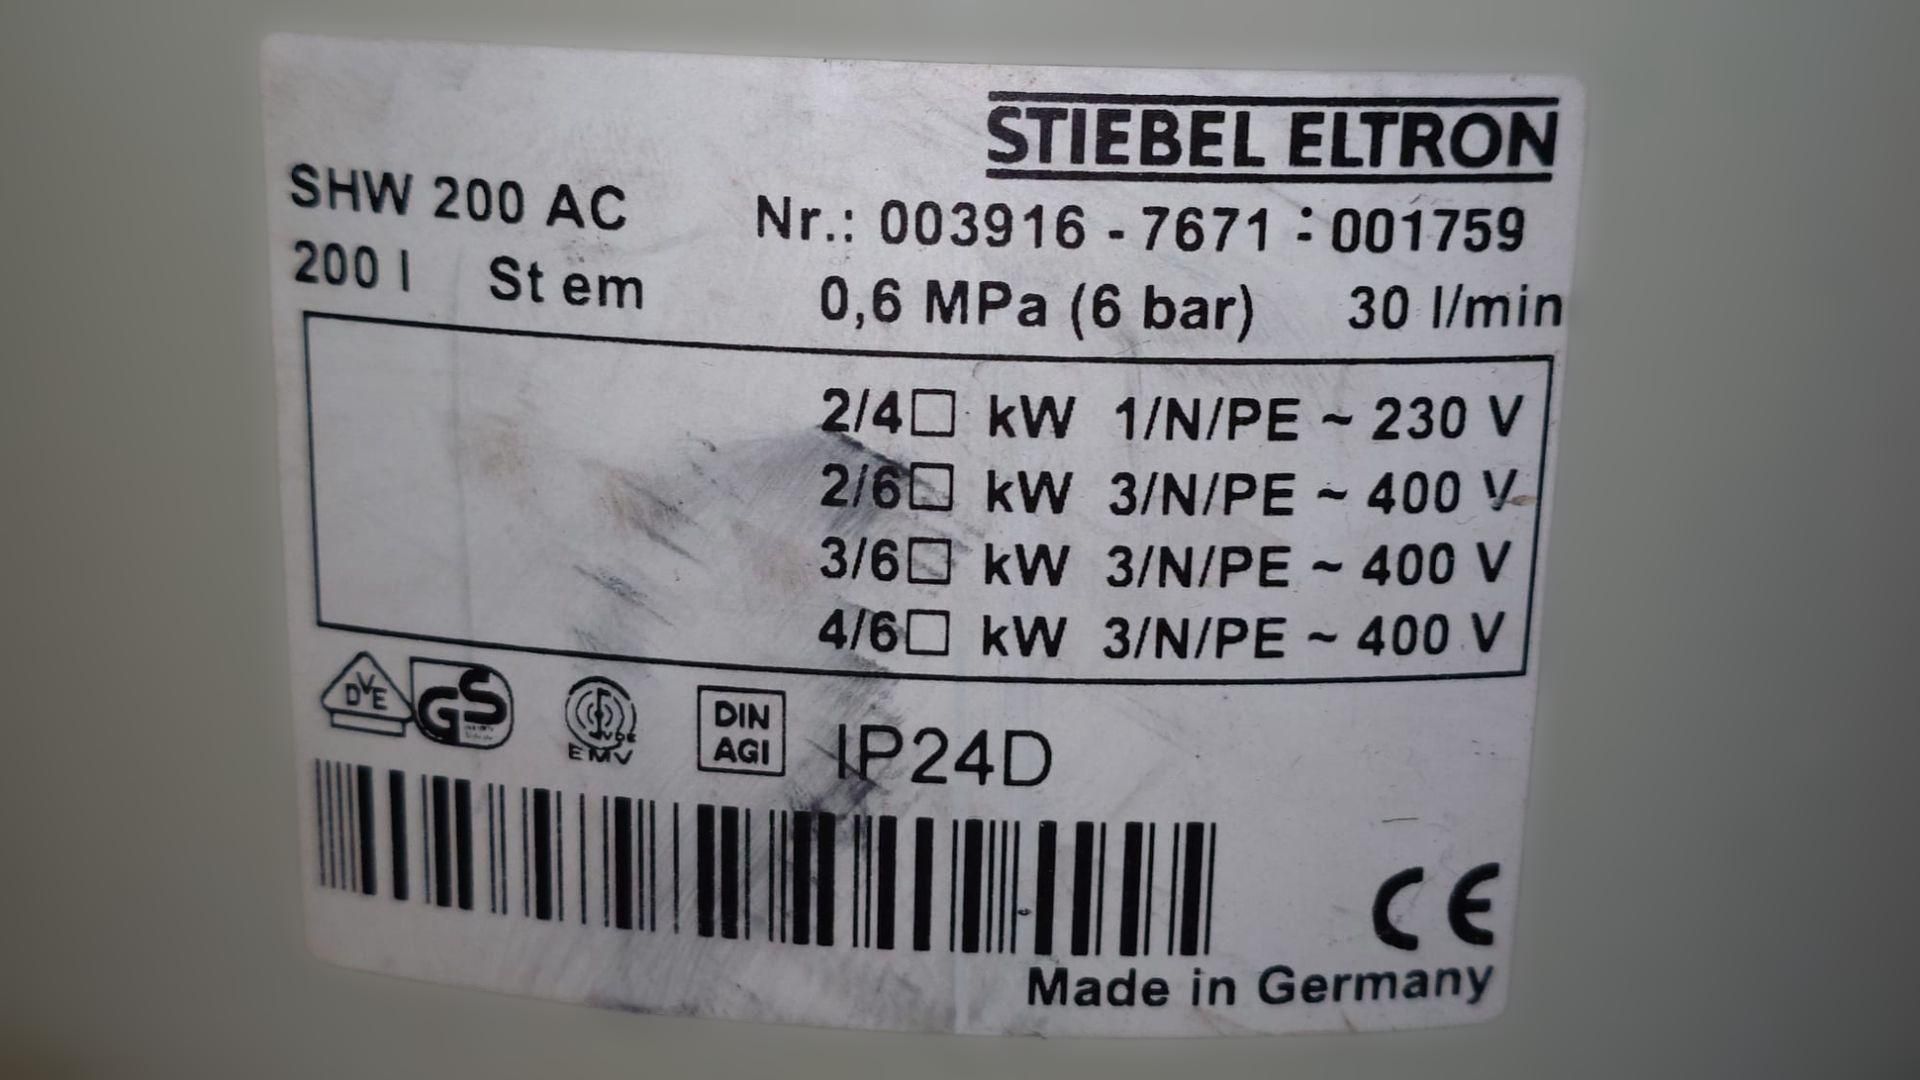 STIEBEL ELTRON
SHW 200 AC Nr.: 003916 - 7671 : 001759
200 l St em 0,6 MPa (6 bar) 30 l/min
2/4☐ kW 1/N/PE ~ 230 V
2/6☐ kW 3/N/PE ~ 400 V
3/6☐ kW 3/N/PE ~ 400 V
4/6☐ kW 3/N/PE ~ 400 V
DVE GS VDE EMV DIN AGI IP24D
CE
Made in Germany